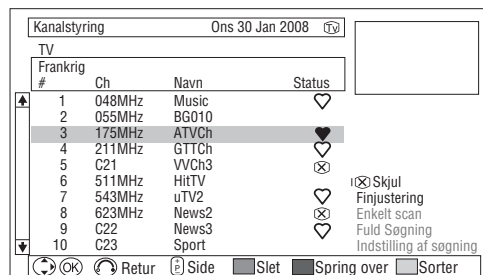 Kanalstyring Ons 30 Jan 2008 TV
TV
Frankrig
# Ch Navn Status
1 048MHz Music
2 055MHz BG010
3 175MHz ATVCh
4 211MHz GTTCh
5 C21 VVCh3
6 511MHz HitTV
7 543MHz uTV2
8 623MHz News2
9 C22 News3
10 C23 Sport
Skjul
Finjustering
Enkelt scan
Fuld Søgning
Indstilling af søgning
OK Retur P Side Slet Spring over Sorter